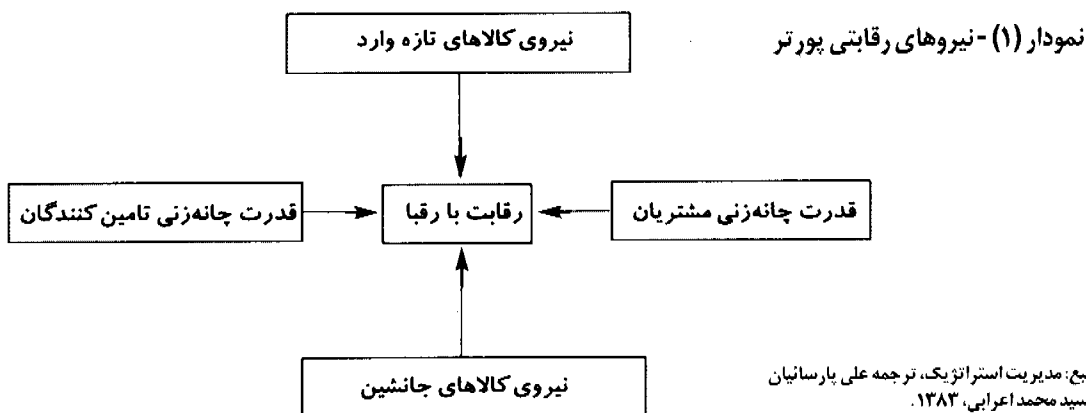 نمودار (۱) - نیروهای رقابتی پورتر
نیروی کالاهای تازه وارد
قدرت چانه‌زنی مشتریان
رقابت با رقبا
قدرت چانه‌زنی تامین کنندگان
نیروی کالاهای جانشین
مدیریت استراتژیک، ترجمه علی پارسائیان
سید محمد اعرابی، ۱۳۸۳.